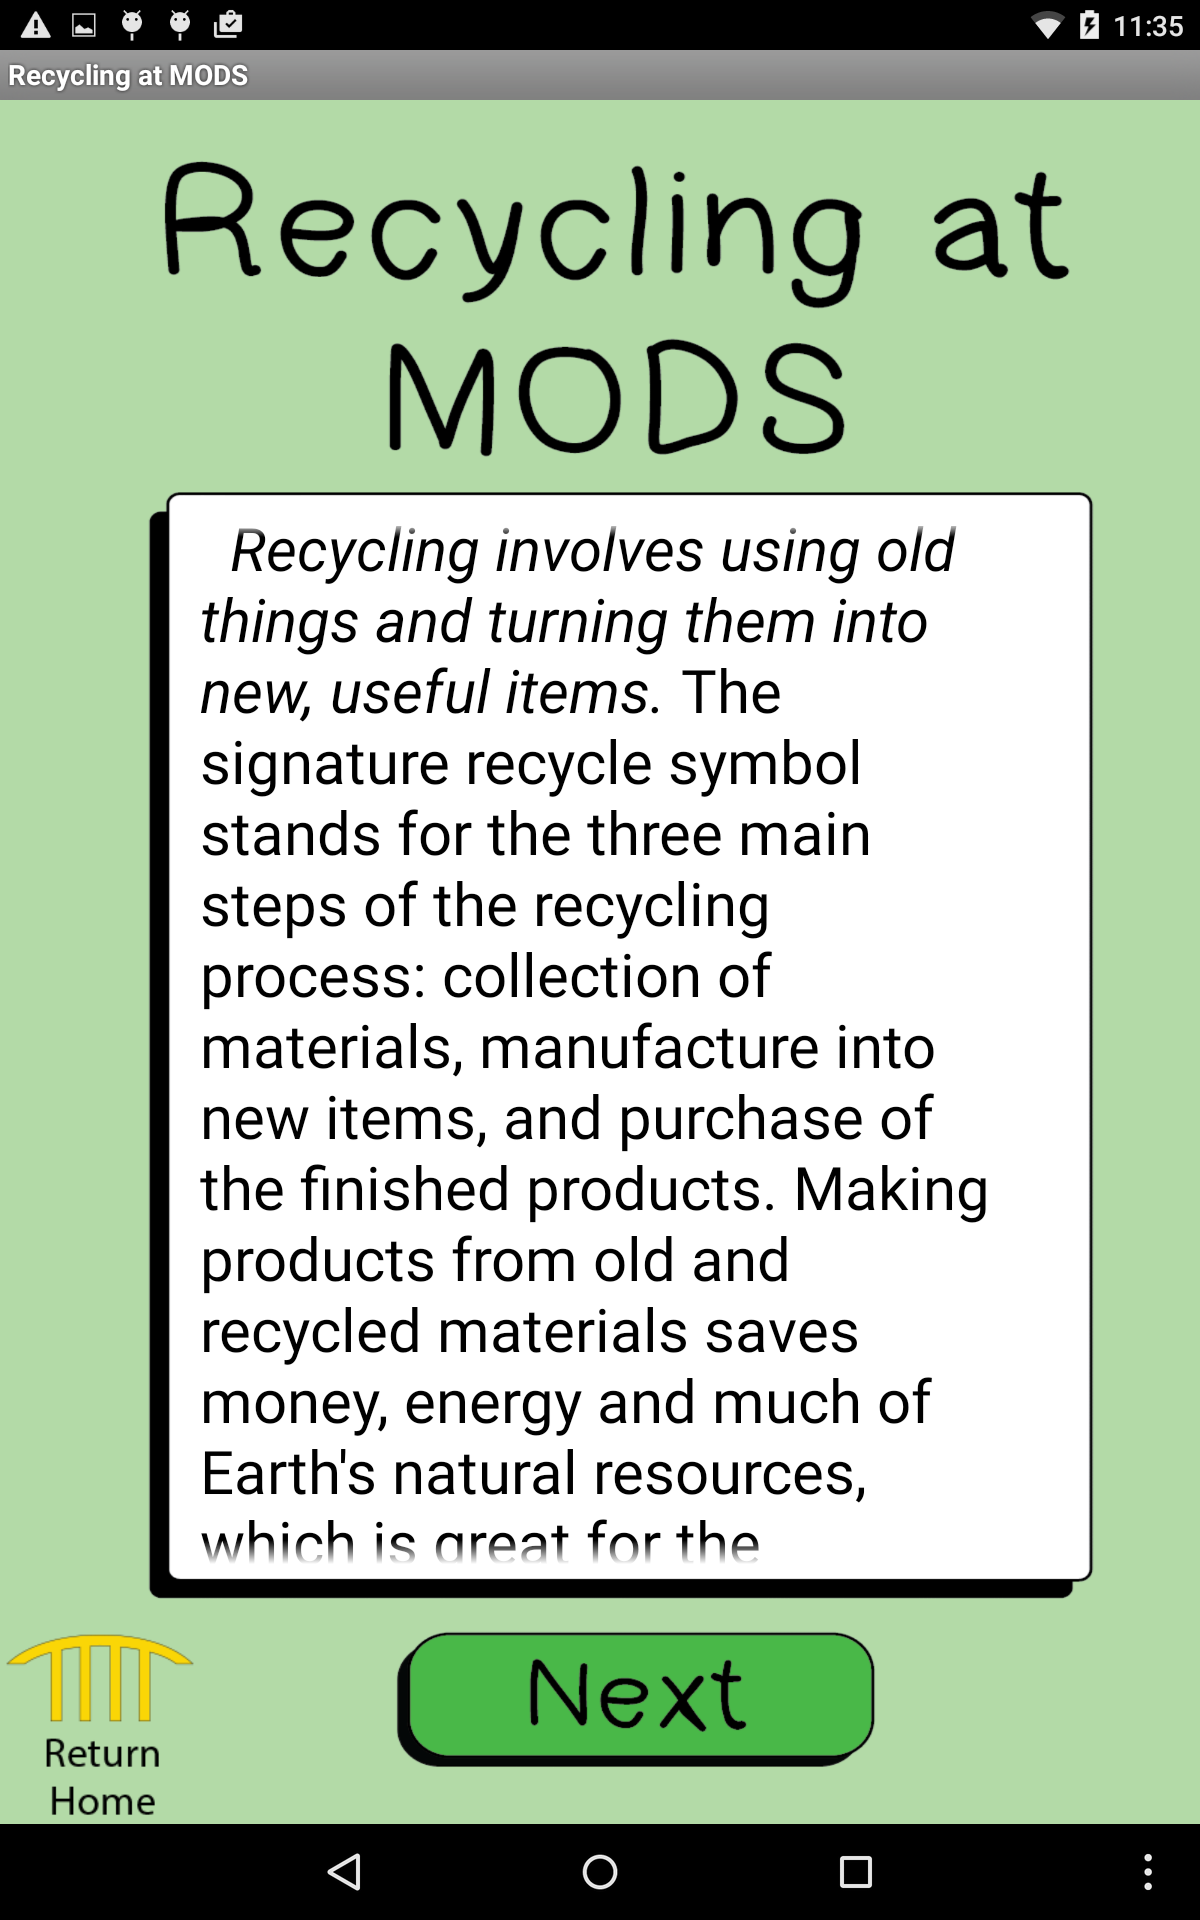 11:35
Recycling at MODS
Recycling at
MODS
Recycling involves using old
things and turning them into
new, useful items. The
signature recycle symbol
stands for the three main
steps of the recycling
process: collection of
materials, manufacture into
new items, and purchase of
the finished products. Making
products from old and
recycled materials saves
money, energy and much of
Earth's natural resources,
which is great for the
Next
Return
Home